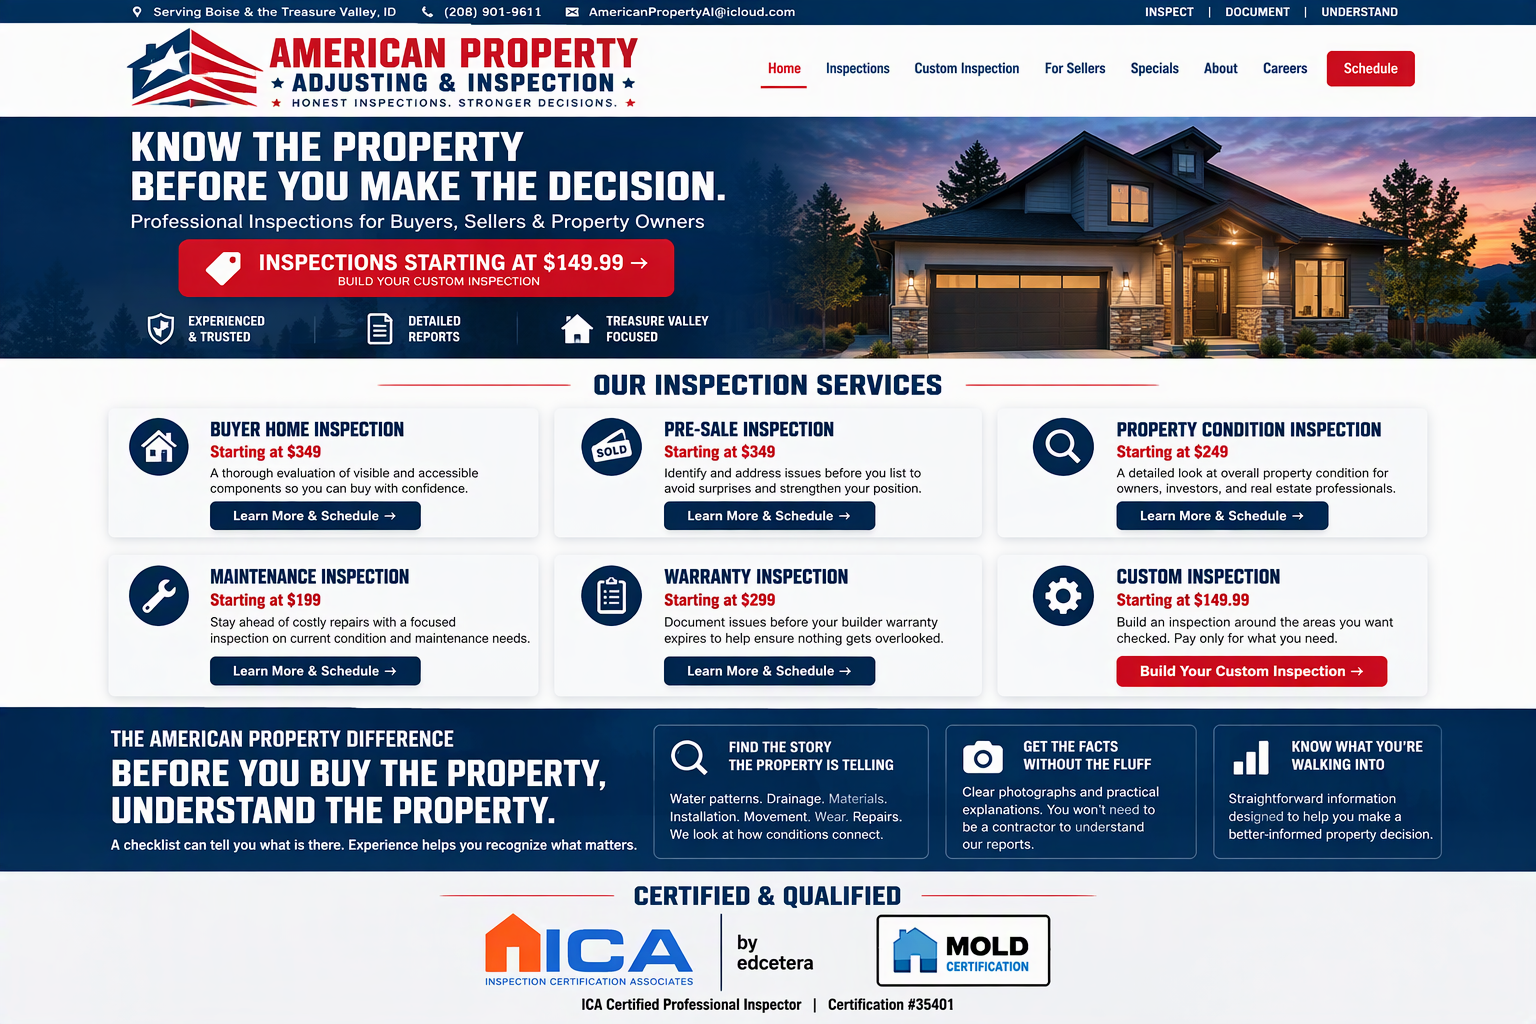 Serving Boise & the Treasure Valley, ID
(208) 901-9611
AmericanPropertyAI@icloud.com
INSPECT | DOCUMENT | UNDERSTAND
AMERICAN PROPERTY
ADJUSTING & INSPECTION
HONEST INSPECTIONS. STRONGER DECISIONS.
Home
Inspections
Custom Inspection
For Sellers
Specials
About
Careers
Schedule
KNOW THE PROPERTY
BEFORE YOU MAKE THE DECISION.
Professional Inspections for Buyers, Sellers & Property Owners
INSPECTIONS STARTING AT $149.99 →
BUILD YOUR CUSTOM INSPECTION
EXPERIENCED
& TRUSTED
DETAILED
REPORTS
TREASURE VALLEY
FOCUSED
OUR INSPECTION SERVICES
BUYER HOME INSPECTION
Starting at $349
A thorough evaluation of visible and accessible
components so you can buy with confidence.
Learn More & Schedule →
SOLD
PRE-SALE INSPECTION
Starting at $349
Identify and address issues before you list to
avoid surprises and strengthen your position.
Learn More & Schedule →
PROPERTY CONDITION INSPECTION
Starting at $249
A detailed look at overall property condition for
owners, investors, and real estate professionals.
Learn More & Schedule →
MAINTENANCE INSPECTION
Starting at $199
Stay ahead of costly repairs with a focused
inspection on current condition and maintenance needs.
Learn More & Schedule →
WARRANTY INSPECTION
Starting at $299
Document issues before your builder warranty
expires to help ensure nothing gets overlooked.
Learn More & Schedule →
CUSTOM INSPECTION
Starting at $149.99
Build an inspection around the areas you want
checked. Pay only for what you need.
Build Your Custom Inspection →
THE AMERICAN PROPERTY DIFFERENCE
BEFORE YOU BUY THE PROPERTY,
UNDERSTAND THE PROPERTY.
A checklist can tell you what is there. Experience helps you recognize what matters.
FIND THE STORY
THE PROPERTY IS TELLING
Water patterns. Drainage. Materials.
Installation. Movement. Wear. Repairs.
We look at how conditions connect.
GET THE FACTS
WITHOUT THE FLUFF
Clear photographs and practical
explanations. You won't need to
be a contractor to understand
our reports.
KNOW WHAT YOU'RE
WALKING INTO
Straightforward information
designed to help you make a
better-informed property decision.
CERTIFIED & QUALIFIED
ICA
INSPECTION CERTIFICATION ASSOCIATES
by
edcetera
MOLD
CERTIFICATION
ICA Certified Professional Inspector | Certification #35401